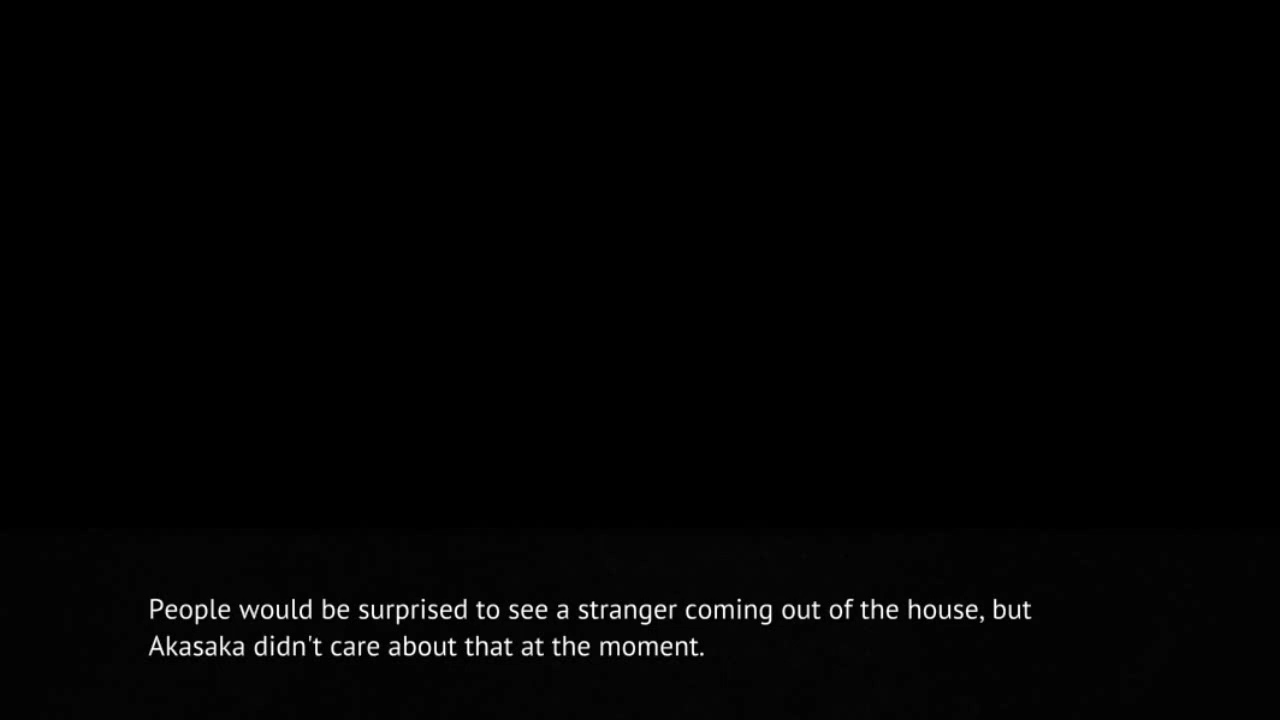 People would be surprised to see a stranger coming out of the house, but
Akasaka didn't care about that at the moment.